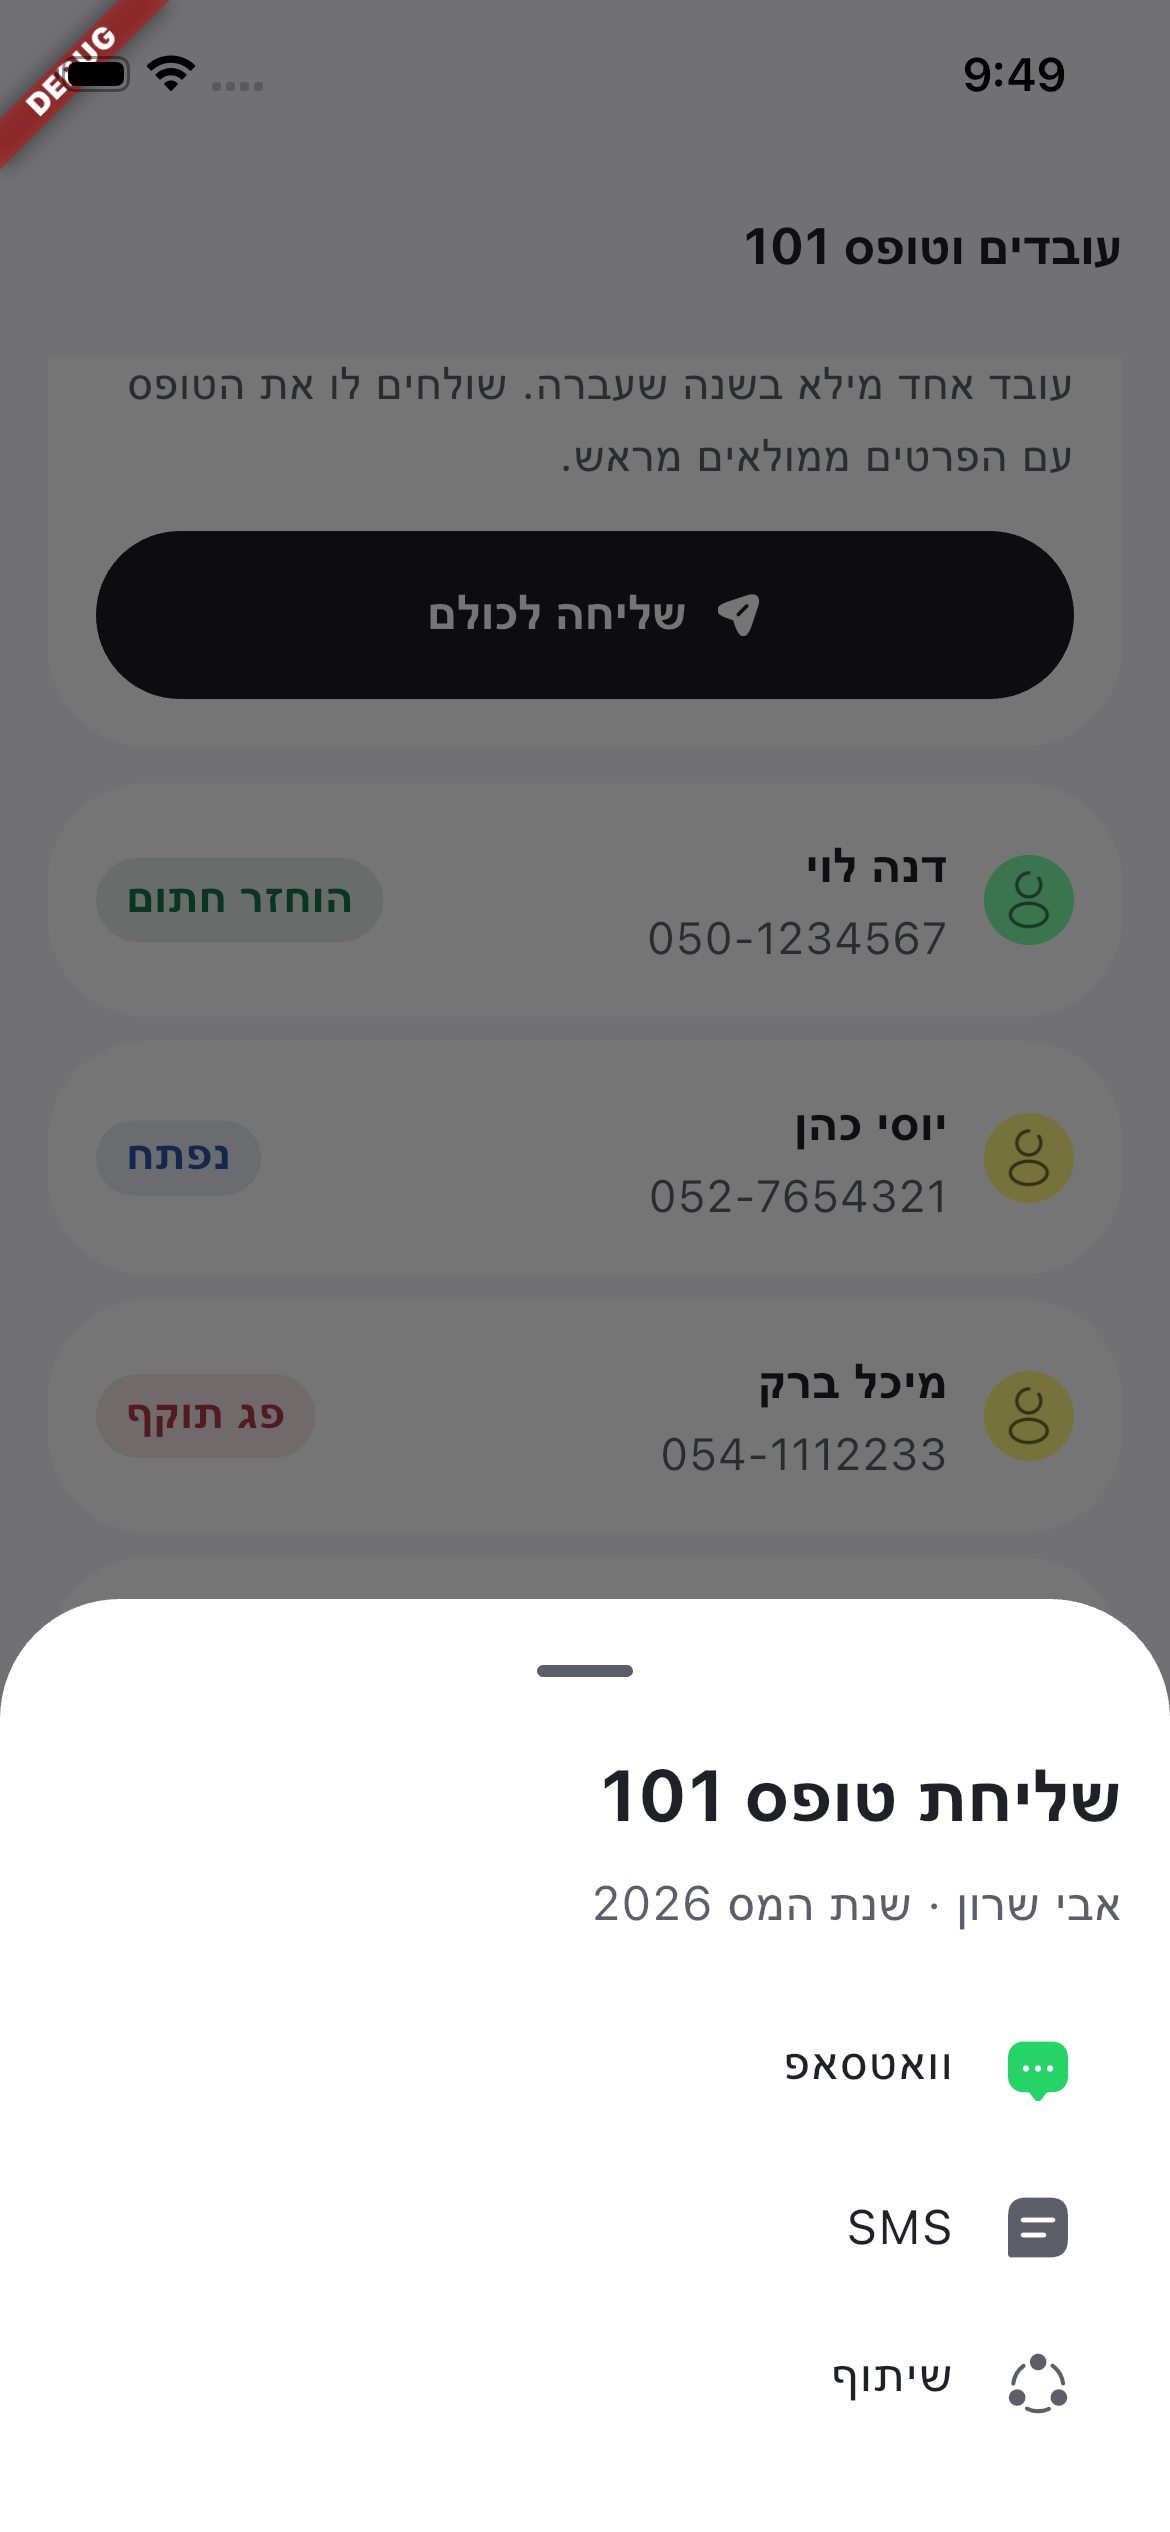 DEBUG
9:49
עובדים וטופס 101
עובד אחד מילא בשנה שעברה. שולחים לו את הטופס
עם הפרטים ממולאים מראש.
שליחה לכולם
דנה לוי
050-1234567
הוחזר חתום
יוסי כהן
052-7654321
נפתח
מיכל ברק
054-1112233
פג תוקף
שליחת טופס 101
אבי שרון · שנת המס 2026
וואטסאפ
SMS
שיתוף